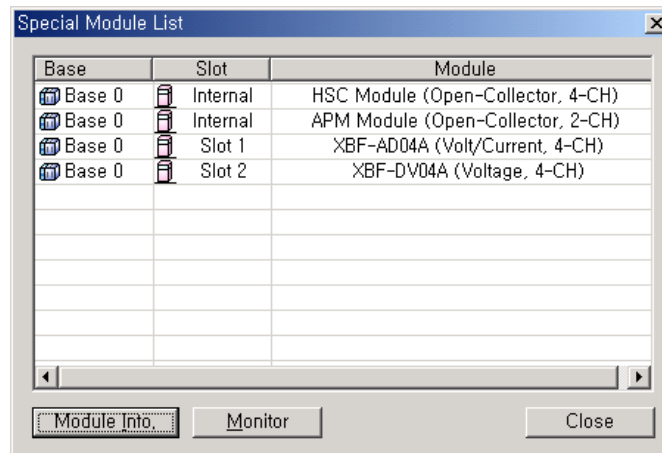 Special Module List
Base Slot Module
Base 0 Internal HSC Module (Open-Collector, 4-CH)
Base 0 Internal APM Module (Open-Collector, 2-CH)
Base 0 Slot 1 XBF-AD04A (Volt/Current, 4-CH)
Base 0 Slot 2 XBF-DV04A (Voltage, 4-CH)
Module Into, Monitor Close